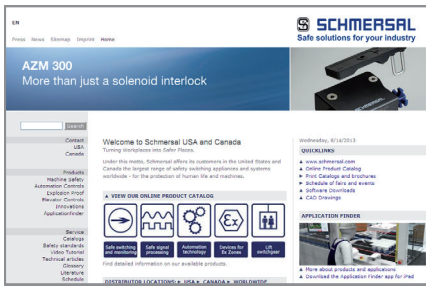 EN
SCHMERSAL
Safe solutions for your industry
Press News Sitemap Imprint Home
AZM 300
More than just a solenoid interlock
Search
Contact
USA
Canada
Products
Machine Safety
Automation Controls
Explosion Proof
Elevator Controls
Innovations
Applicationfinder
Service
Catalogs
Safety standards
Video Tutorial
Technical articles
Glossary
Literature
Schedule
Welcome to Schmersal USA and Canada
Turning Workplaces into Safer Places.
Under this motto, Schmersal offers its customers in the United States and
Canada the largest range of safety switching appliances and systems
worldwide - for the protection of human life and machines.
VIEW OUR ONLINE PRODUCT CATALOG
Safe switching and monitoring
Safe signal processing
Automation technology
Devices for Ex Zones
Lift switchgear
Find detailed information on our available products.
DISTRIBUTOR LOCATIONS: USA CANADA WORLDWIDE
Wednesday, 8/14/2013
QUICKLINKS
www.schmersal.com
Online Product Catalog
Print Catalogs and brochures
Schedule of fairs and events
Software Downloads
CAD Drawings
APPLICATION FINDER
More about products and applications
Download the Application Finder app for iPad